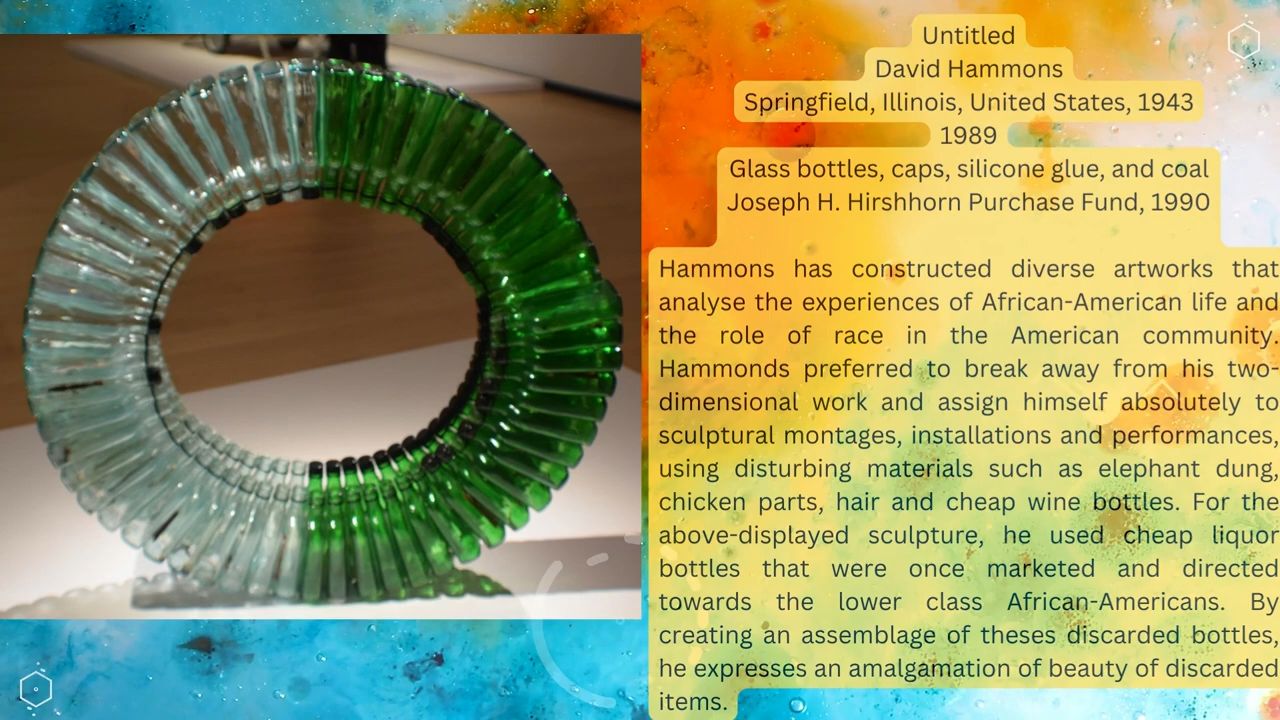 Untitled
David Hammons
Springfield, Illinois, United States, 1943
1989
Glass bottles, caps, silicone glue, and coal
Joseph H. Hirshhorn Purchase Fund, 1990
Hammons has constructed diverse artworks that
analyse the experiences of African-American life and
the role of race in the American community.
Hammonds preferred to break away from his two-
dimensional work and assign himself absolutely to
sculptural montages, installations and performances,
using disturbing materials such as elephant dung,
chicken parts, hair and cheap wine bottles. For the
above-displayed sculpture, he used cheap liquor
bottles that were once marketed and directed
towards the lower class African-Americans. By
creating an assemblage of theses discarded bottles,
he expresses an amalgamation of beauty of discarded
items.